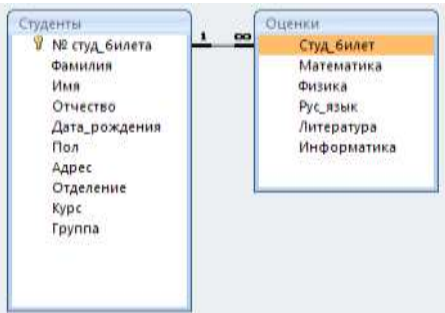 Студенты
№ студ_билета
Фамилия
Имя
Отчество
Дата_рождения
Пол
Адрес
Отделение
Курс
Группа
1 ∞
Оценки
Студ_билет
Математика
Физика
Рус_язык
Литература
Информатика